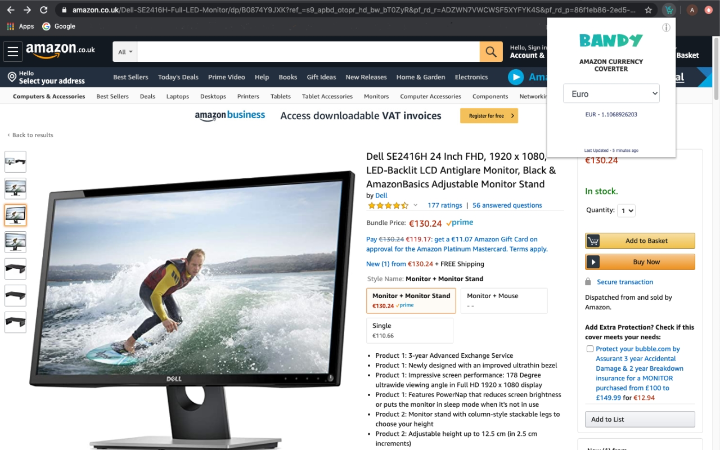 amazon.co.uk/Dell-SE2416H-Full-LED-Monitor/dp/B0874Y9JXK?ref_=s9_apbd_otopr_hd_bw_bT0ZyR&pf_rd_r=ADZWN7VWCWSF5XYFYK4S&pf_rd_p=86f1eb86-2ed5-...
Apps
Google
amazon.co.uk
All
Hello, Sign in
Account &
Basket
Hello
Select your address
Best Sellers
Today's Deals
Prime Video
Help
Books
Gift Ideas
New Releases
Home & Garden
Electronics
Computers & Accessories
Best Sellers
Deals
Laptops
Desktops
Printers
Tablets
Tablet Accessories
Monitors
Computer Accessories
Components
amazon business
Access downloadable VAT invoices
Register for free
BANDY
AMAZON CURRENCY
COVERTER
Euro
EUR - 1.1068926203
Last Updated - 5 minutes ago
‹ Back to results
DELL
Dell SE2416H 24 Inch FHD, 1920 x 1080,
LED-Backlit LCD Antiglare Monitor, Black &
AmazonBasics Adjustable Monitor Stand
by Dell
177 ratings | 56 answered questions
Bundle Price: €130.24 prime
Pay €130.24 €119.17: get a €11.07 Amazon Gift Card on
approval for the Amazon Platinum Mastercard. Terms apply.
New (1) from €130.24 + FREE Shipping
Style Name: Monitor + Monitor Stand
Monitor + Monitor Stand
€130.24 prime
Monitor + Mouse
- -
Single
€110.66
• Product 1: 3-year Advanced Exchange Service
• Product 1: Newly designed with an improved ultrathin bezel
• Product 1: Impressive screen performance: 178 Degree
ultrawide viewing angle in Full HD 1920 x 1080 display
• Product 1: Features PowerNap that reduces screen brightness
or puts the monitor in sleep mode when it's not in use
• Product 2: Monitor stand with column-style stackable legs to
choose your height
• Product 2: Adjustable height up to 12.5 cm (in 2.5 cm
increments)
€130.24
In stock.
Quantity: 1
Add to Basket
Buy Now
Secure transaction
Dispatched from and sold by
Amazon.
Add Extra Protection? Check if this
cover meets your needs:
Protect your bubble.com by
Assurant 3 year Accidental
Damage & 2 year Breakdown
insurance for a MONITOR
purchased from £100 to
£149.99 for €12.94
Add to List